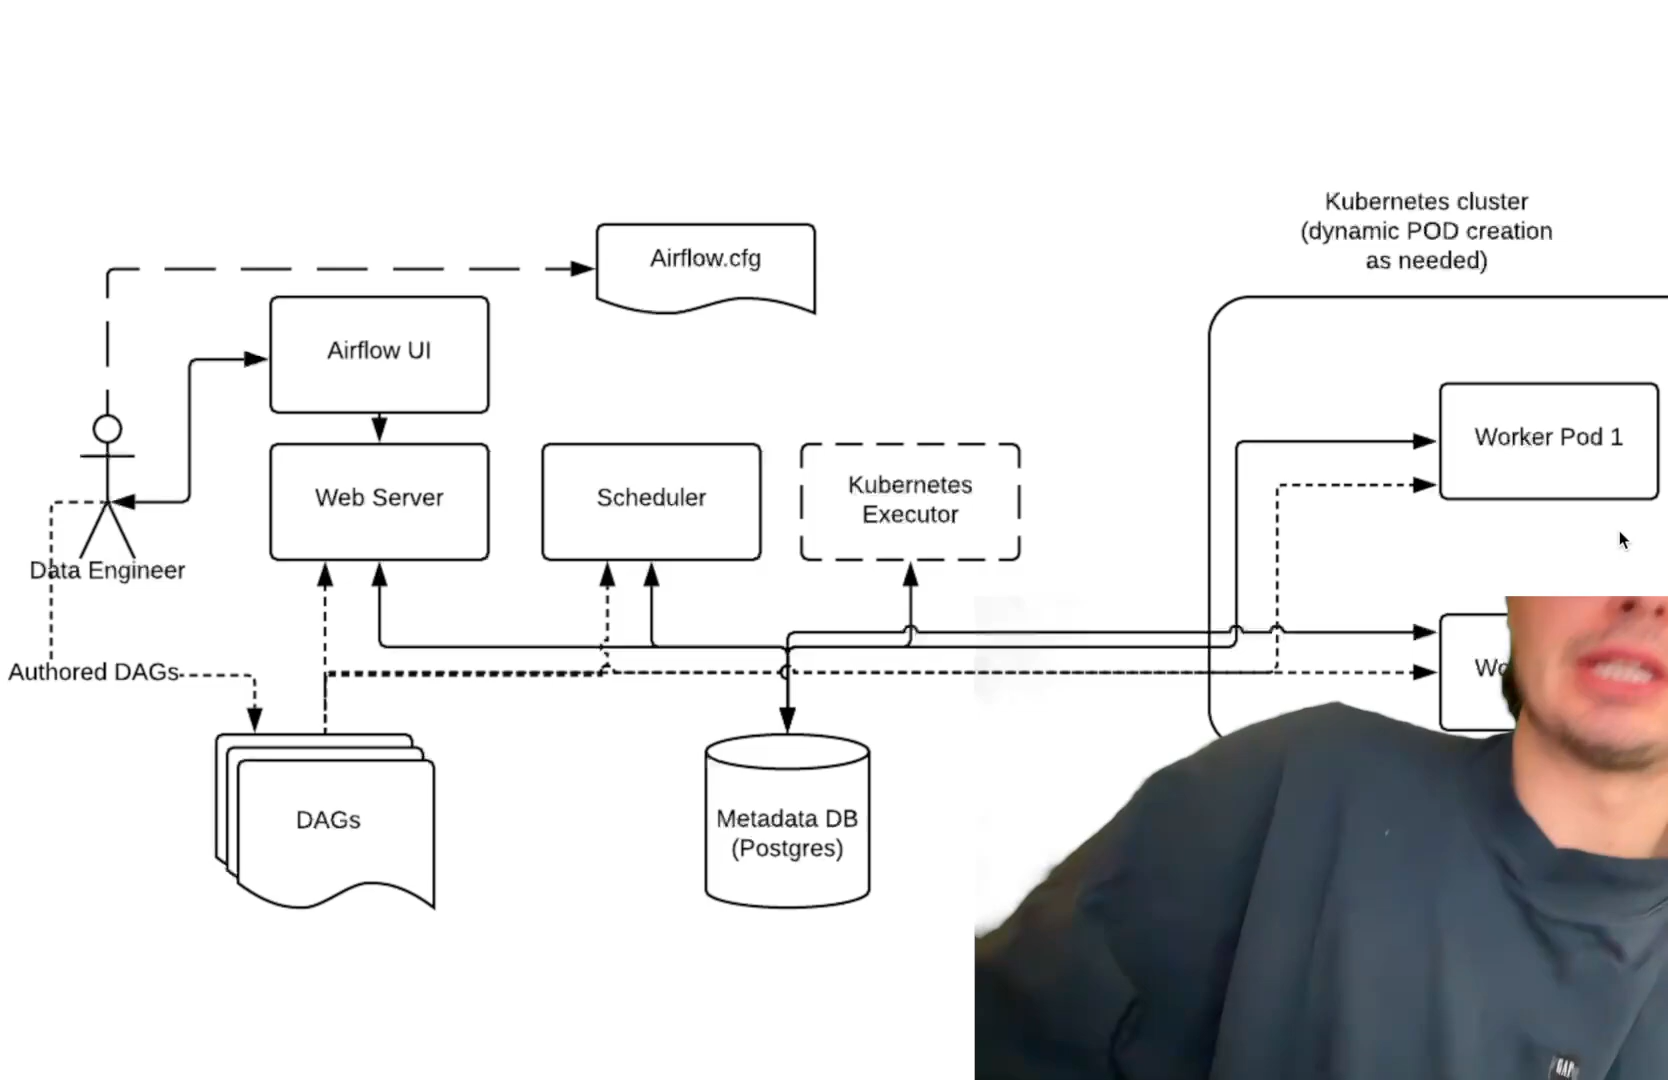 Kubernetes cluster
(dynamic POD creation
as needed)
Airflow.cfg
Airflow UI
Worker Pod 1
Web Server
Scheduler
Kubernetes
Executor
Data Engineer
Authored DAGs
DAGs
Metadata DB
(Postgres)
GAP